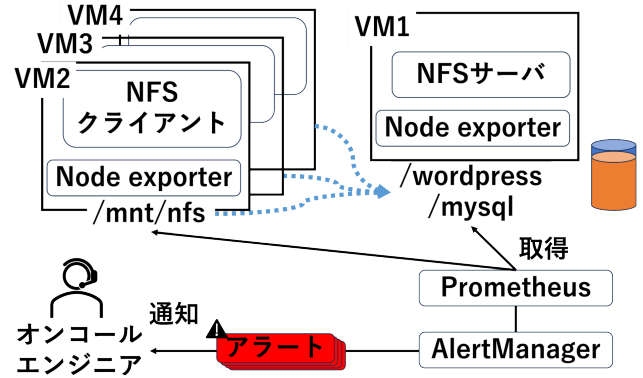 VM4
VM3
VM2
NFS
クライアント
Node exporter
/mnt/nfs
VM1
NFSサーバ
Node exporter
/wordpress
/mysql
取得
Prometheus
AlertManager
アラート
通知
オンコール
エンジニア